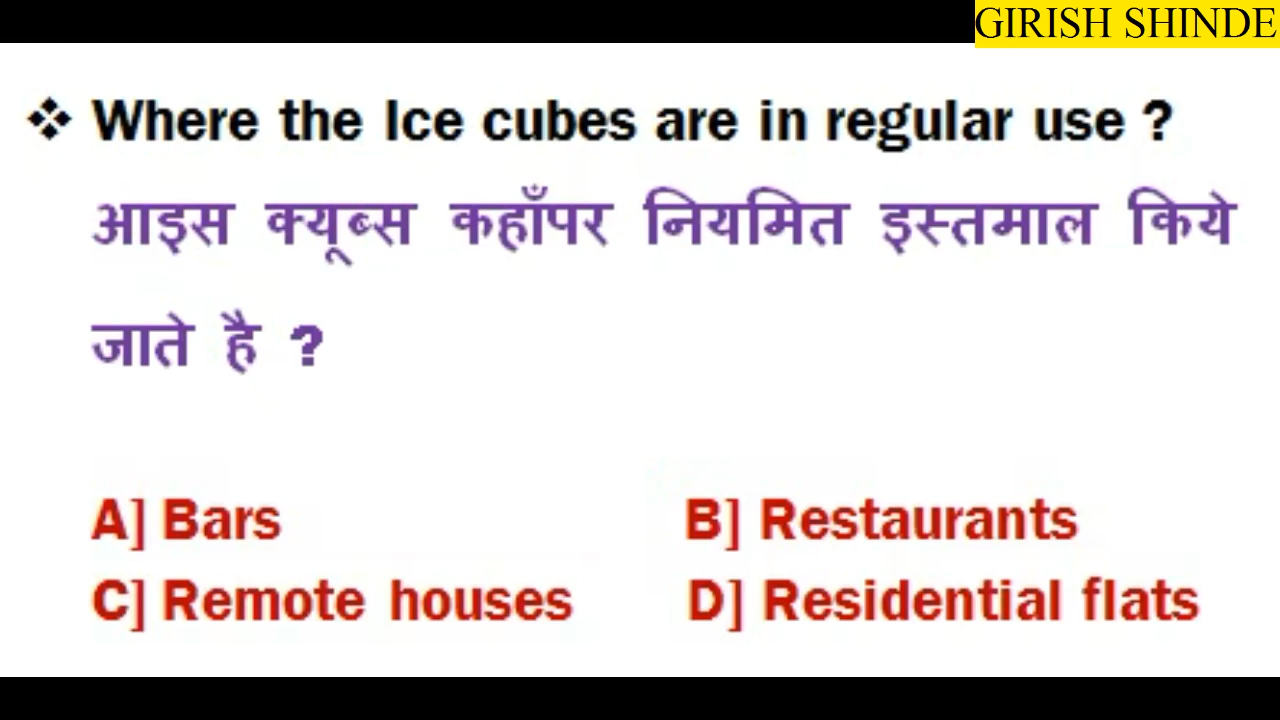 GIRISH SHINDE
❖ Where the Ice cubes are in regular use ?
आइस क्यूब्स कहाँपर नियमित इस्तमाल किये
जाते है ?
A] Bars B] Restaurants
C] Remote houses D] Residential flats